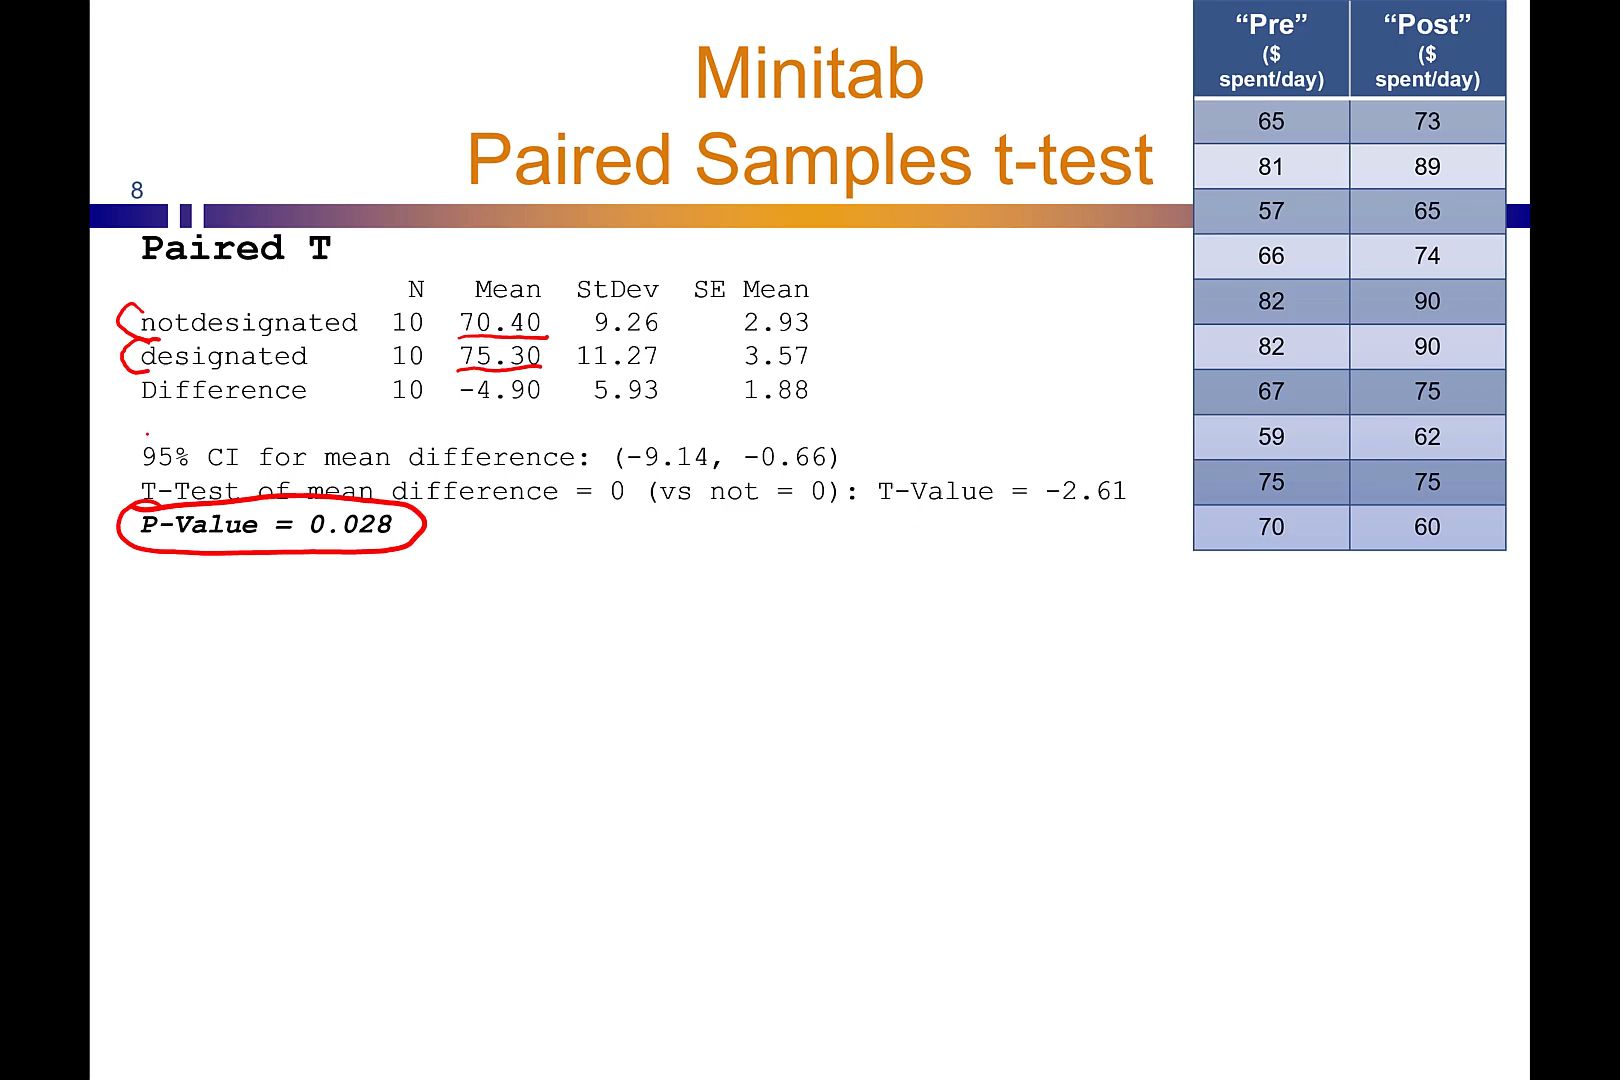 Minitab
Paired Samples t-test
8
Paired T
N Mean StDev SE Mean
notdesignated 10 70.40 9.26 2.93
designated 10 75.30 11.27 3.57
Difference 10 -4.90 5.93 1.88
95% CI for mean difference: (-9.14, -0.66)
T-Test of mean difference = 0 (vs not = 0): T-Value = -2.61
P-Value = 0.028
“Pre” “Post”
($ ($
spent/day) spent/day)
65 73
81 89
57 65
66 74
82 90
82 90
67 75
59 62
75 75
70 60